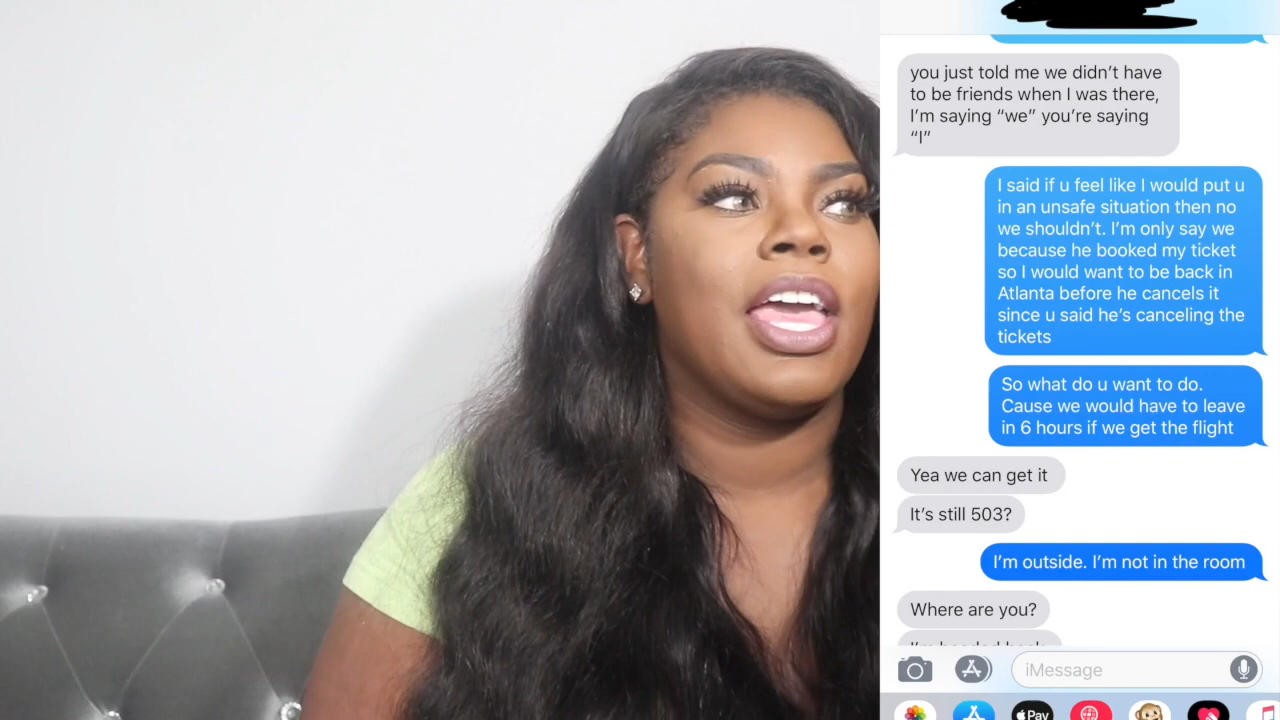 you just told me we didn’t have
to be friends when I was there,
I’m saying “we” you’re saying
“I”
I said if u feel like I would put u
in an unsafe situation then no
we shouldn’t. I’m only say we
because he booked my ticket
so I would want to be back in
Atlanta before he cancels it
since u said he’s canceling the
tickets
So what do u want to do.
Cause we would have to leave
in 6 hours if we get the flight
Yea we can get it
It’s still 503?
I’m outside. I’m not in the room
Where are you?
iMessage
Pay